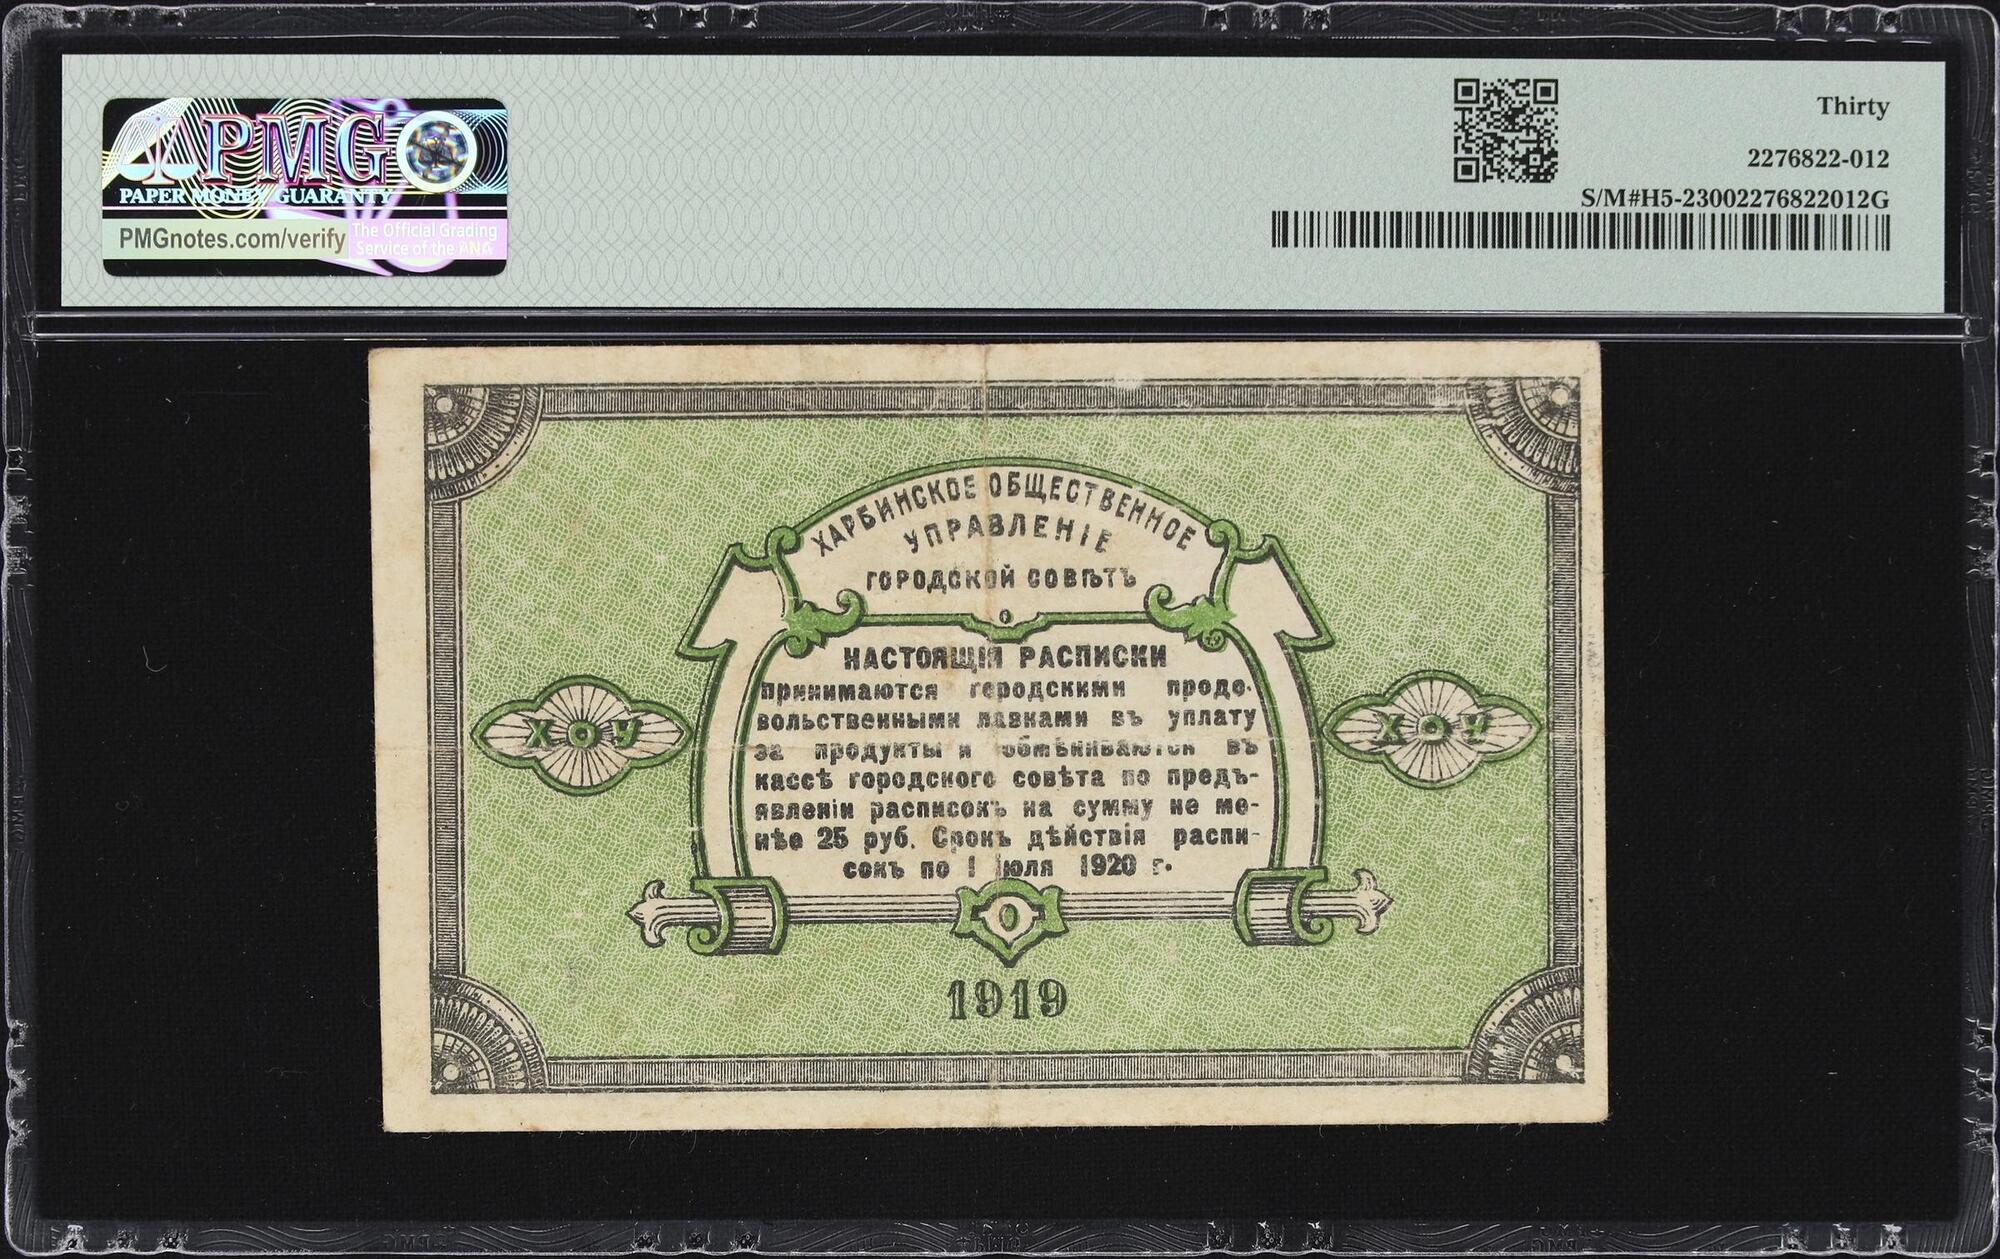 PMG
PAPER MONEY GUARANTY
PMGnotes.com/verify
The Official Grading
Service of the ANA
Thirty
2276822-012
S/M#H5-23002276822012G
ХАРБИНСКОЕ ОБЩЕСТВЕННОЕ
УПРАВЛЕНІЕ
ГОРОДСКОЙ СОВѢТЪ
НАСТОЯЩІЯ РАСПИСКИ
принимаются городскими продо-
вольственными лавками въ уплату
за продукты и обмѣниваются въ
кассѣ городского совѣта по предъ-
явленіи расписокъ на сумму не ме-
нѣе 25 руб. Срокъ дѣйствія распи-
сокъ по 1 іюля 1920 г.
ХОУ
ХОУ
1919